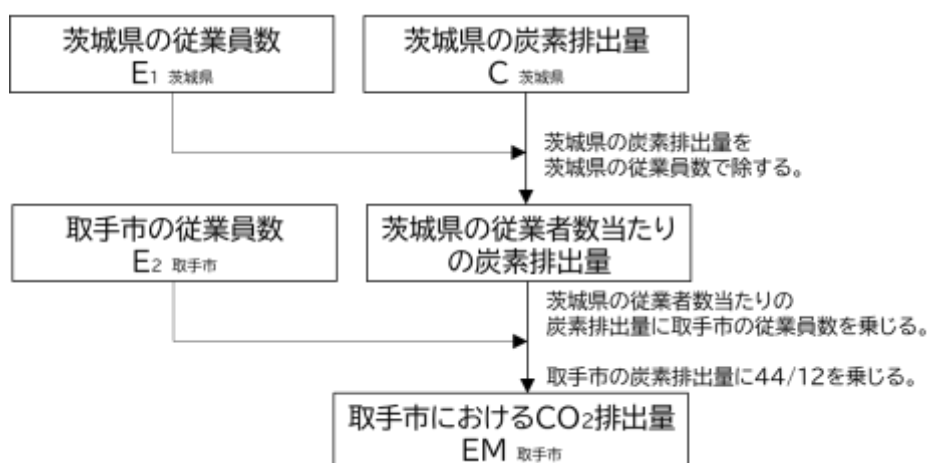 茨城県の従業員数
E1 茨城県
茨城県の炭素排出量
C 茨城県
茨城県の炭素排出量を
茨城県の従業員数で除する。
取手市の従業員数
E2 取手市
茨城県の従業者数当たり
の炭素排出量
茨城県の従業者数当たりの
炭素排出量に取手市の従業員数を乗じる。
取手市の炭素排出量に44/12を乗じる。
取手市におけるCO2排出量
EM 取手市